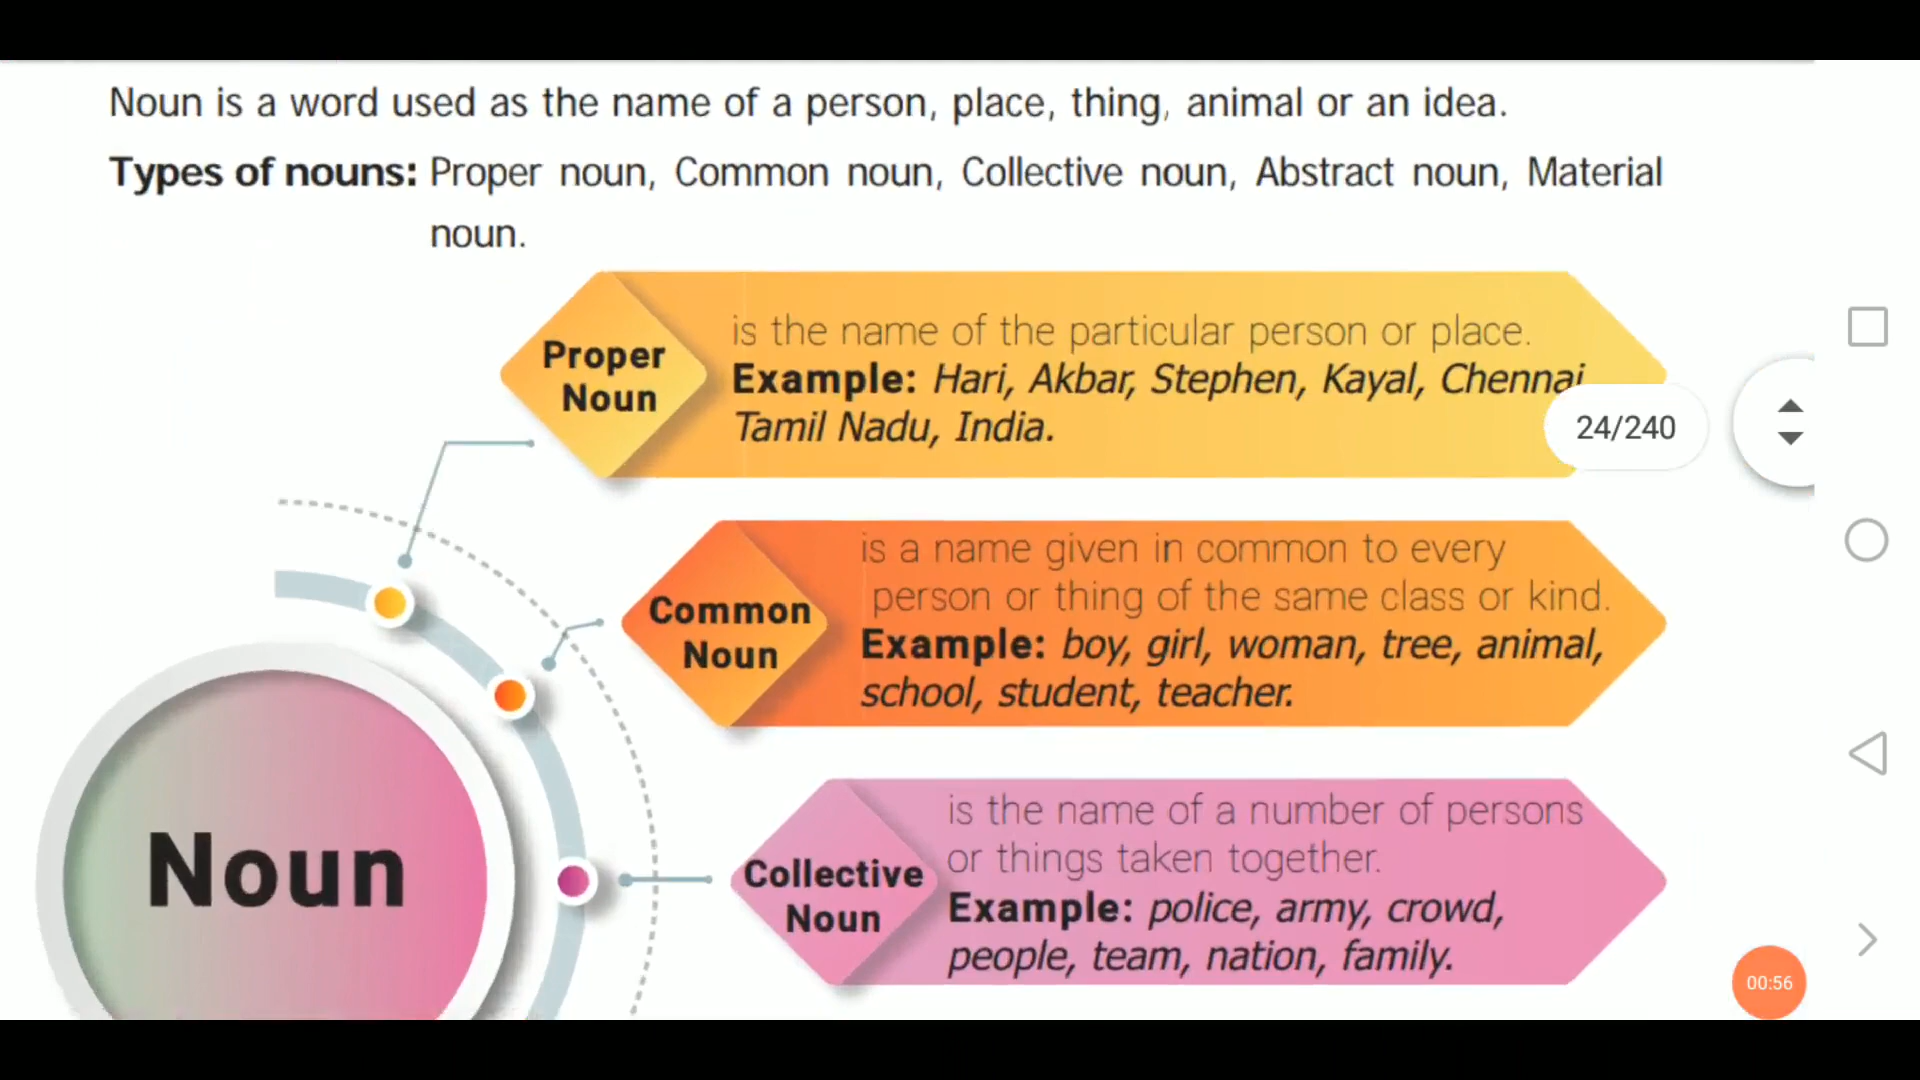 Noun is a word used as the name of a person, place, thing, animal or an idea.
Types of nouns: Proper noun, Common noun, Collective noun, Abstract noun, Material
noun.
Proper
Noun
is the name of the particular person or place.
Example: Hari, Akbar, Stephen, Kayal, Chennai
Tamil Nadu, India.
24/240
Common
Noun
is a name given in common to every
person or thing of the same class or kind.
Example: boy, girl, woman, tree, animal,
school, student, teacher.
Collective
Noun
is the name of a number of persons
or things taken together.
Example: police, army, crowd,
people, team, nation, family.
Noun
00:56